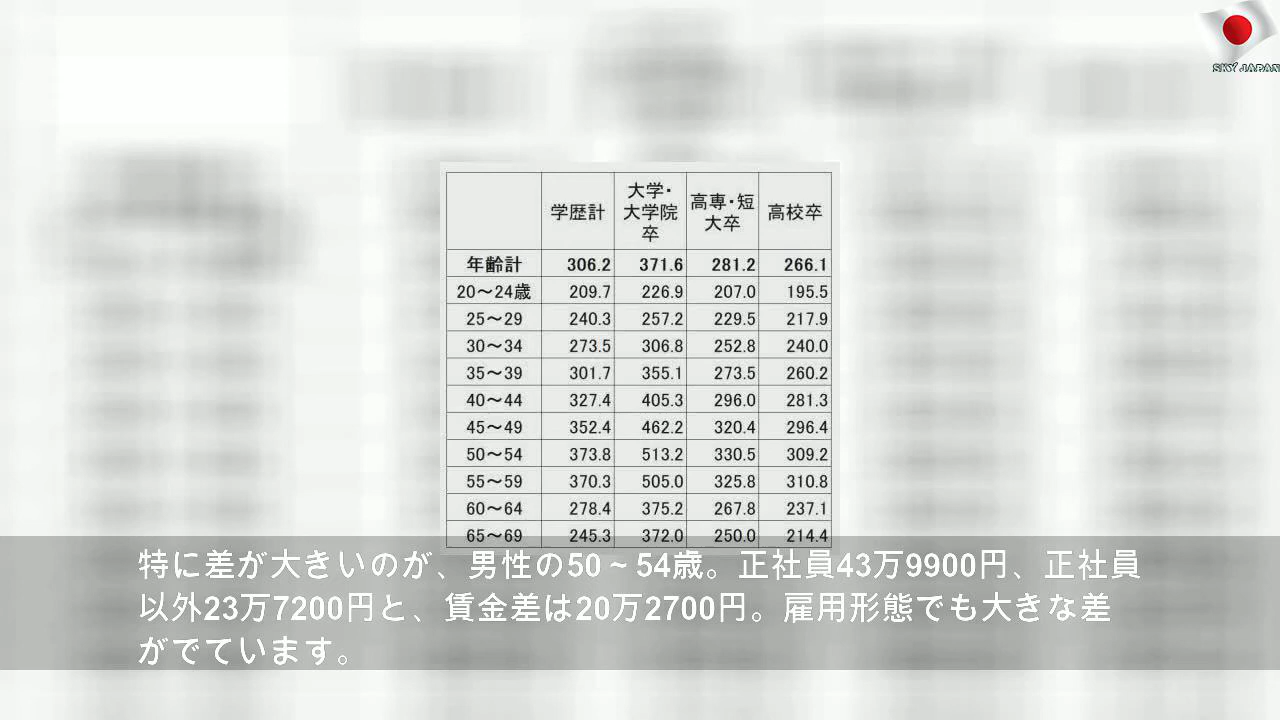 SKY JAPAN
学歴計 大学・大学院卒 高専・短大卒 高校卒
年齢計 306.2 371.6 281.2 266.1
20～24歳 209.7 226.9 207.0 195.5
25～29 240.3 257.2 229.5 217.9
30～34 273.5 306.8 252.8 240.0
35～39 301.7 355.1 273.5 260.2
40～44 327.4 405.3 296.0 281.3
45～49 352.4 462.2 320.4 296.4
50～54 373.8 513.2 330.5 309.2
55～59 370.3 505.0 325.8 310.8
60～64 278.4 375.2 267.8 237.1
65～69 245.3 372.0 250.0 214.4
特に差が大きいのが、男性の50～54歳。正社員43万9900円、正社員
以外23万7200円と、賃金差は20万2700円。雇用形態でも大きな差
がでています。